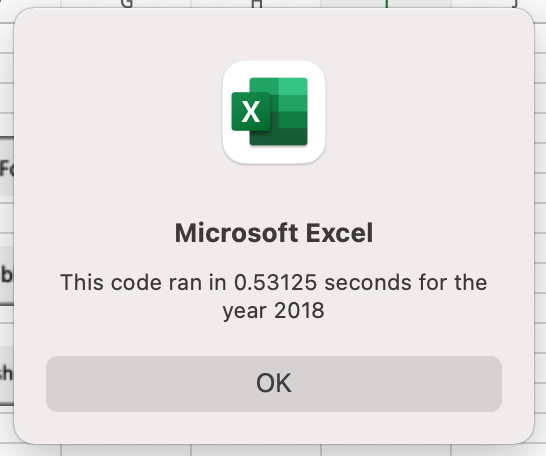 G H J
X
Microsoft Excel
This code ran in 0.53125 seconds for the
year 2018
OK